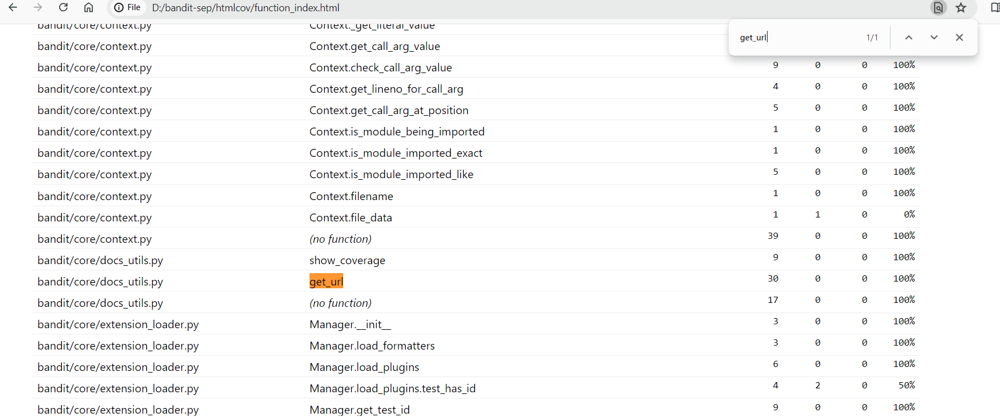 File D:/bandit-sep/htmlcov/function_index.html
get_url 1/1
bandit/core/context.py Context._get_literal_value
bandit/core/context.py Context.get_call_arg_value
bandit/core/context.py Context.check_call_arg_value 9 0 0 100%
bandit/core/context.py Context.get_lineno_for_call_arg 4 0 0 100%
bandit/core/context.py Context.get_call_arg_at_position 5 0 0 100%
bandit/core/context.py Context.is_module_being_imported 1 0 0 100%
bandit/core/context.py Context.is_module_imported_exact 1 0 0 100%
bandit/core/context.py Context.is_module_imported_like 5 0 0 100%
bandit/core/context.py Context.filename 1 0 0 100%
bandit/core/context.py Context.file_data 1 1 0 0%
bandit/core/context.py (no function) 39 0 0 100%
bandit/core/docs_utils.py show_coverage 9 0 0 100%
bandit/core/docs_utils.py get_url 30 0 0 100%
bandit/core/docs_utils.py (no function) 17 0 0 100%
bandit/core/extension_loader.py Manager.__init__ 3 0 0 100%
bandit/core/extension_loader.py Manager.load_formatters 3 0 0 100%
bandit/core/extension_loader.py Manager.load_plugins 6 0 0 100%
bandit/core/extension_loader.py Manager.load_plugins.test_has_id 4 2 0 50%
bandit/core/extension_loader.py Manager.get_test_id 9 0 0 100%